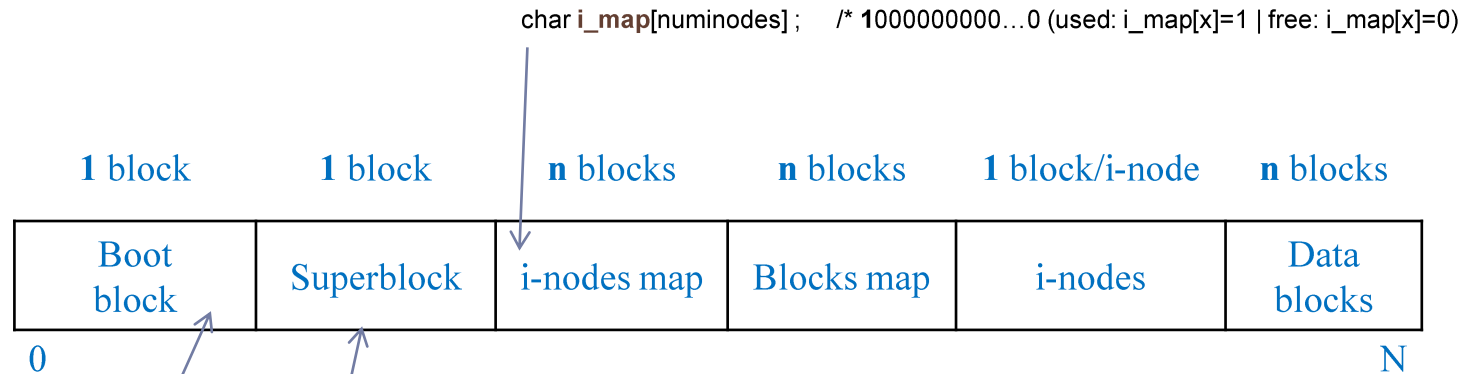 char i_map[numinodes] ; /* 1000000000…0 (used: i_map[x]=1 | free: i_map[x]=0)
1 block 1 block n blocks n blocks 1 block/i-node n blocks
Boot block Superblock i-nodes map Blocks map i-nodes Data blocks
0 N